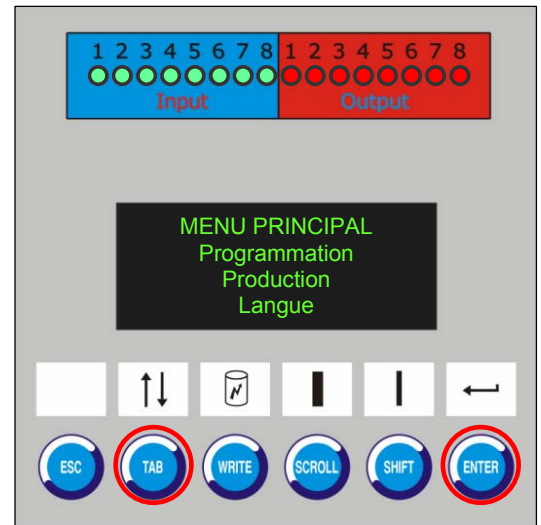 1 2 3 4 5 6 7 8 1 2 3 4 5 6 7 8
Input Output
MENU PRINCIPAL
Programmation
Production
Langue
ESC TAB WRITE SCROLL SHIFT ENTER